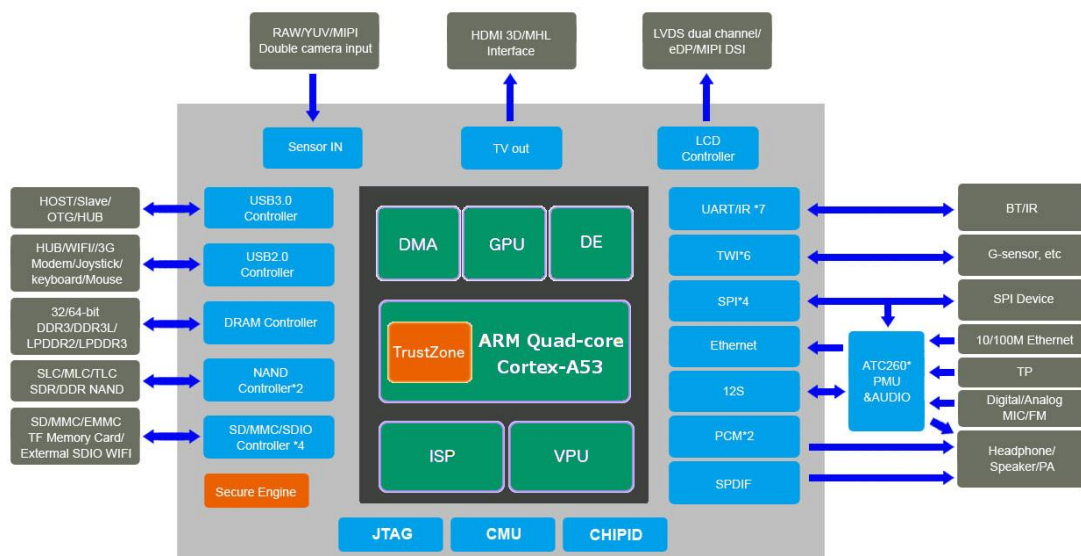 RAW/YUV/MIPI
Double camera input
HDMI 3D/MHL
Interface
LVDS dual channel/
eDP/MIPI DSI
Sensor IN
TV out
LCD
Controller
HOST/Slave/
OTG/HUB
USB3.0
Controller
HUB/WIFI//3G
Modem/Joystick/
keyboard/Mouse
USB2.0
Controller
32/64-bit
DDR3/DDR3L/
LPDDR2/LPDDR3
DRAM Controller
SLC/MLC/TLC
SDR/DDR NAND
NAND
Controller*2
SD/MMC/EMMC
TF Memory Card/
External SDIO WIFI
SD/MMC/SDIO
Controller *4
Secure Engine
DMA
GPU
DE
TrustZone
ARM Quad-core
Cortex-A53
ISP
VPU
UART/IR *7
TWI*6
SPI*4
Ethernet
12S
PCM*2
SPDIF
ATC260*
PMU
&AUDIO
BT/IR
G-sensor, etc
SPI Device
10/100M Ethernet
TP
Digital/Analog
MIC/FM
Headphone/
Speaker/PA
JTAG
CMU
CHIPID